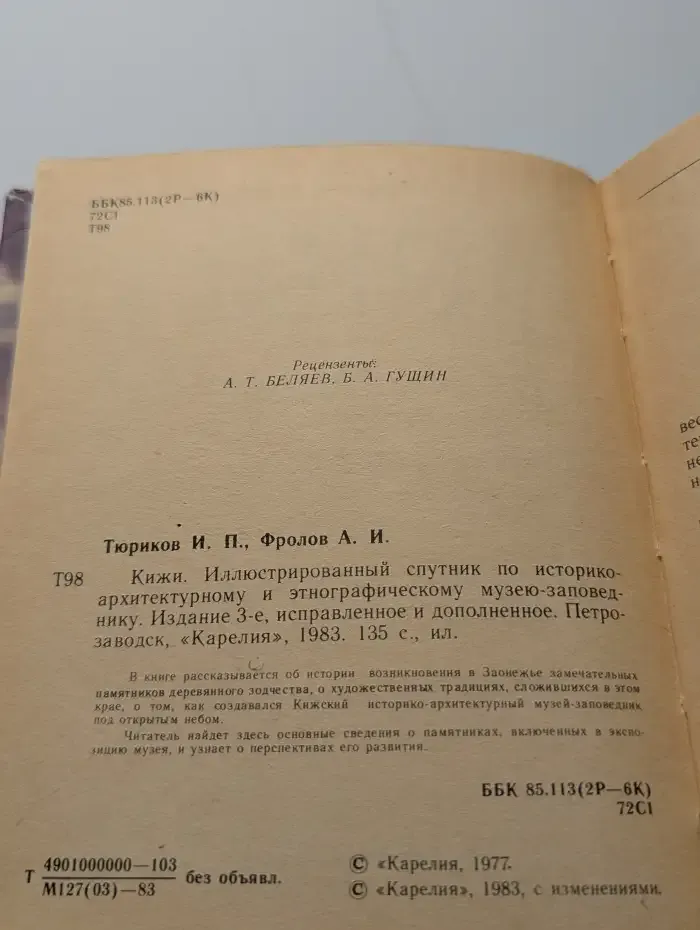 ББК85.113(2Р—6К)
72С1
Т98
Рецензенты:
А. Т. БЕЛЯЕВ, Б. А. ГУЩИН
Тюриков И. П., Фролов А. И.
Т98 Кижи. Иллюстрированный спутник по историко-
архитектурному и этнографическому музею-заповед-
нику. Издание 3-е, исправленное и дополненное. Петро-
заводск, «Карелия», 1983. 135 с., ил.
В книге рассказывается об истории возникновения в Заонежье замечательных
памятников деревянного зодчества, о художественных традициях, сложившихся в этом
крае, о том, как создавался Кижский историко-архитектурный музей-заповедник
под открытым небом.
Читатель найдет здесь основные сведения о памятниках, включенных в экспо-
зицию музея, и узнает о перспективах его развития.
ББК 85.113(2Р—6К)
72С1
Т 4901000000—103
М127(03)—83 без объявл.
© «Карелия, 1977.
© «Карелия», 1983, с изменениями.
вес
те
не
н